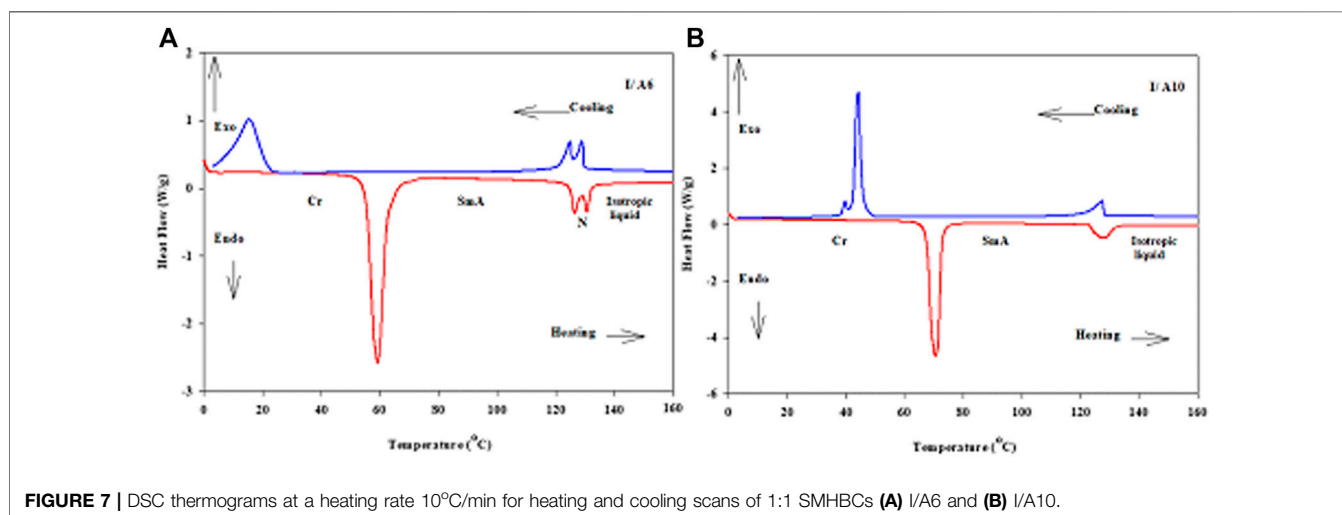 A
2
I/ A6
Cooling
Exo
1
Heat Flow (W/g)
0
Cr
SmA
N
Isotropic
liquid
Endo
-1
-2
Heating
-3
0 20 40 60 80 100 120 140 160
Temperature (°C)
B
6
I/ A10
Cooling
Exo
4
2
Heat Flow (W/g)
0
Cr
SmA
Isotropic
liquid
-2
Endo
-4
Heating
-6
0 20 40 60 80 100 120 140 160
Temperature (°C)
FIGURE 7 | DSC thermograms at a heating rate 10°C/min for heating and cooling scans of 1:1 SMHBCs (A) I/A6 and (B) I/A10.